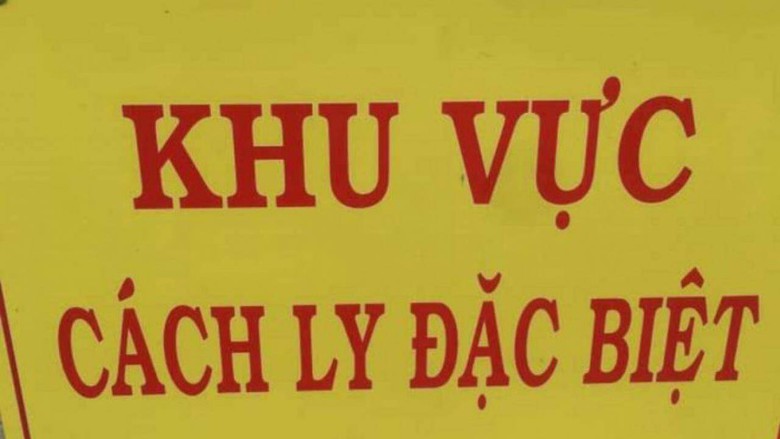 KHU VỰC
CÁCH LY ĐẶC BIỆT